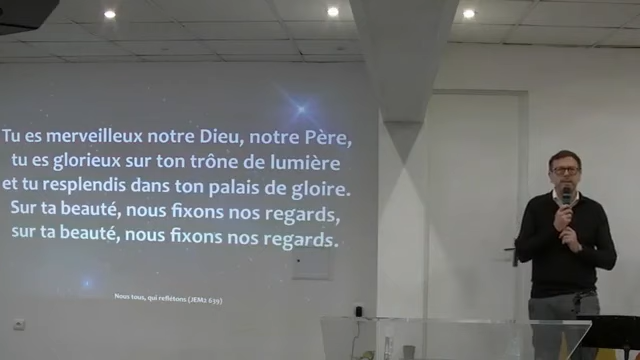 Tu es merveilleux notre Dieu, notre Père,
tu es glorieux sur ton trône de lumière
et tu resplendis dans ton palais de gloire.
Sur ta beauté, nous fixons nos regards,
sur ta beauté, nous fixons nos regards.
Nous tous, qui reflétons (JEM2 639)